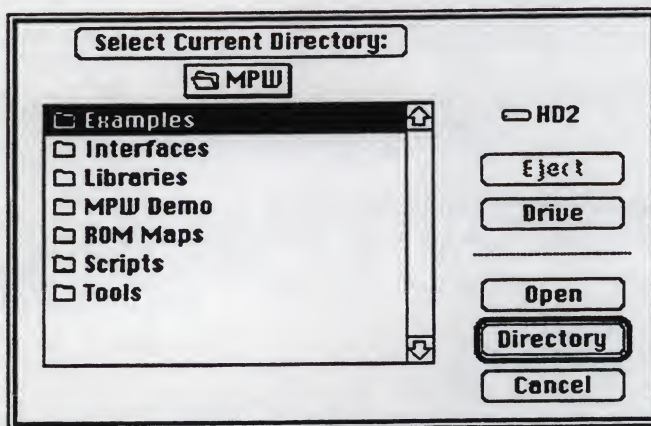 Select Current Directory:
MPW
Examples
Interfaces
Libraries
MPW Demo
ROM Maps
Scripts
Tools
HD2
Eject
Drive
Open
Directory
Cancel